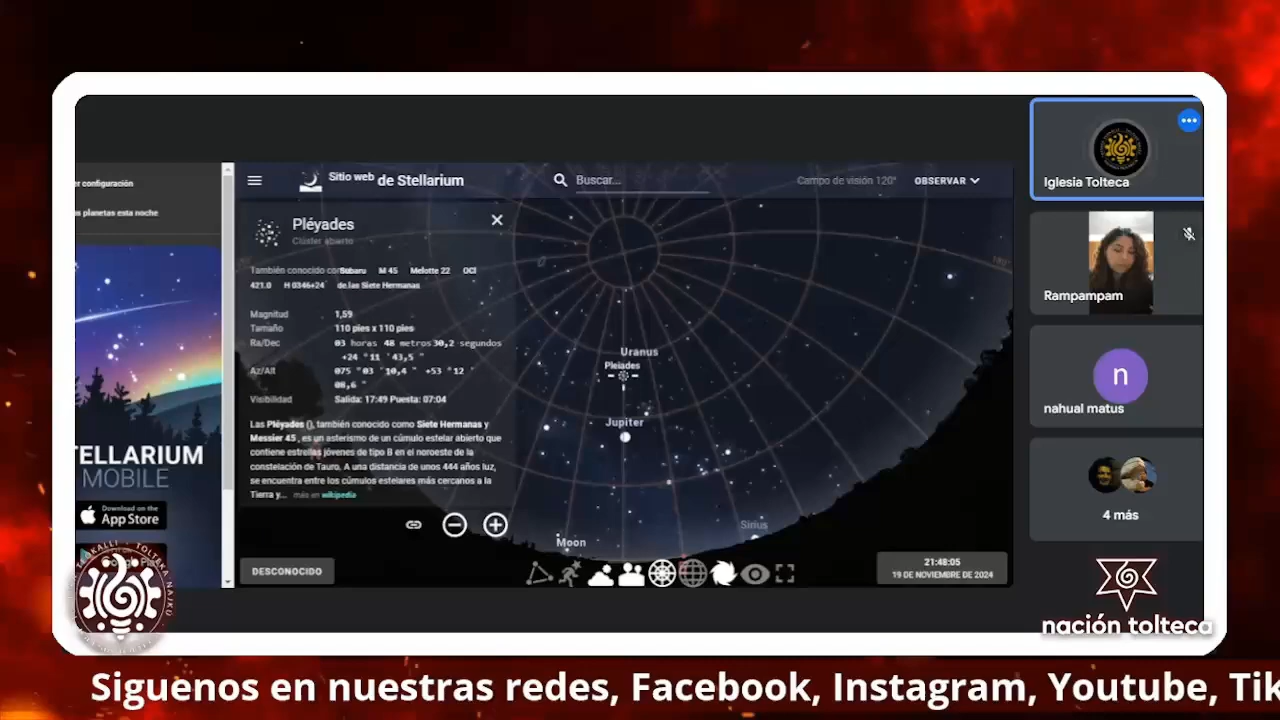 er configuración
us planetas esta noche
TELLARIUM
MOBILE
Download on the
App Store
Sitio web de Stellarium
Buscar...
Campo de visión 120°
OBSERVAR
Pléyades
Clúster abierto
También conocido como Subaru M 45 Melotte 22 OCl
421.0 H 0346+24 de las Siete Hermanas
Magnitud 1,59
Tamaño 110 pies x 110 pies
Ra/Dec 03 horas 48 metros 30,2 segundos
+24 ° 11 ' 43,5 "
Az/Alt 075 ° 03 ' 10,4 " +53 ° 12 '
08,6 "
Visibilidad Salida: 17:49 Puesta: 07:04
Las Pléyades (), también conocido como Siete Hermanas y
Messier 45 , es un asterismo de un cúmulo estelar abierto que
contiene estrellas jóvenes de tipo B en el noroeste de la
constelación de Tauro. A una distancia de unos 444 años luz,
se encuentra entre los cúmulos estelares más cercanos a la
Tierra y... más en wikipedia
DESCONOCIDO
Uranus
Pleiades
Jupiter
Sirius
Moon
21:48:05
19 DE NOVIEMBRE DE 2024
Iglesia Tolteca
Rampampam
n
nahual matus
4 más
nación tolteca
Siguenos en nuestras redes, Facebook, Instagram, Youtube, Tik